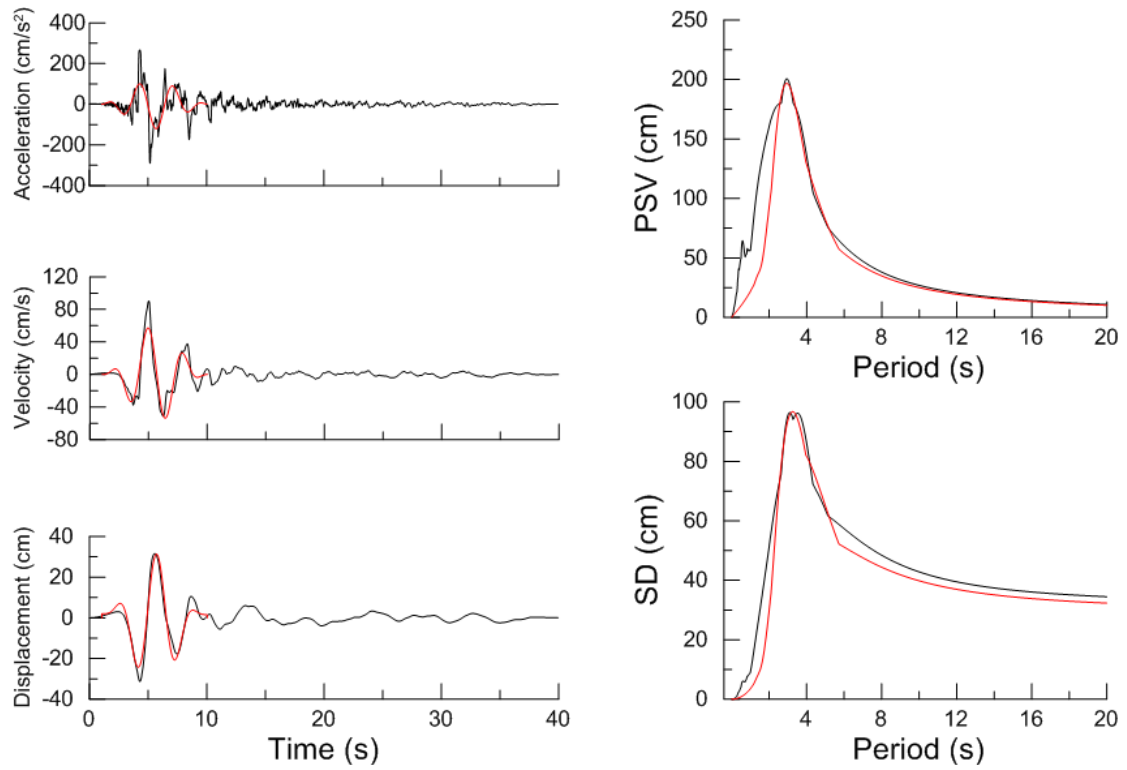 Acceleration (cm/s²)
400
200
0
-200
-400
Velocity (cm/s)
120
80
40
0
-40
-80
Displacement (cm)
40
20
0
-20
-40
0 10 20 30 40
Time (s)
PSV (cm)
250
200
150
100
50
0
4 8 12 16 20
Period (s)
SD (cm)
100
80
60
40
20
0
4 8 12 16 20
Period (s)